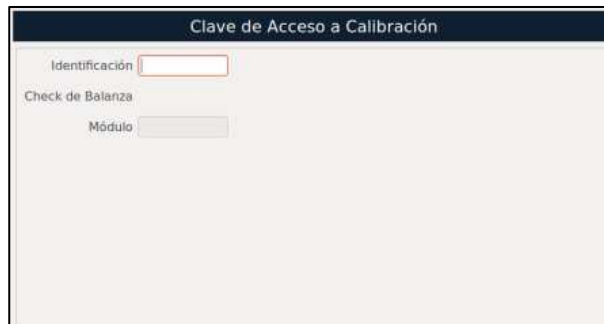 Clave de Acceso a Calibración
Identificación
Check de Balanza
Módulo